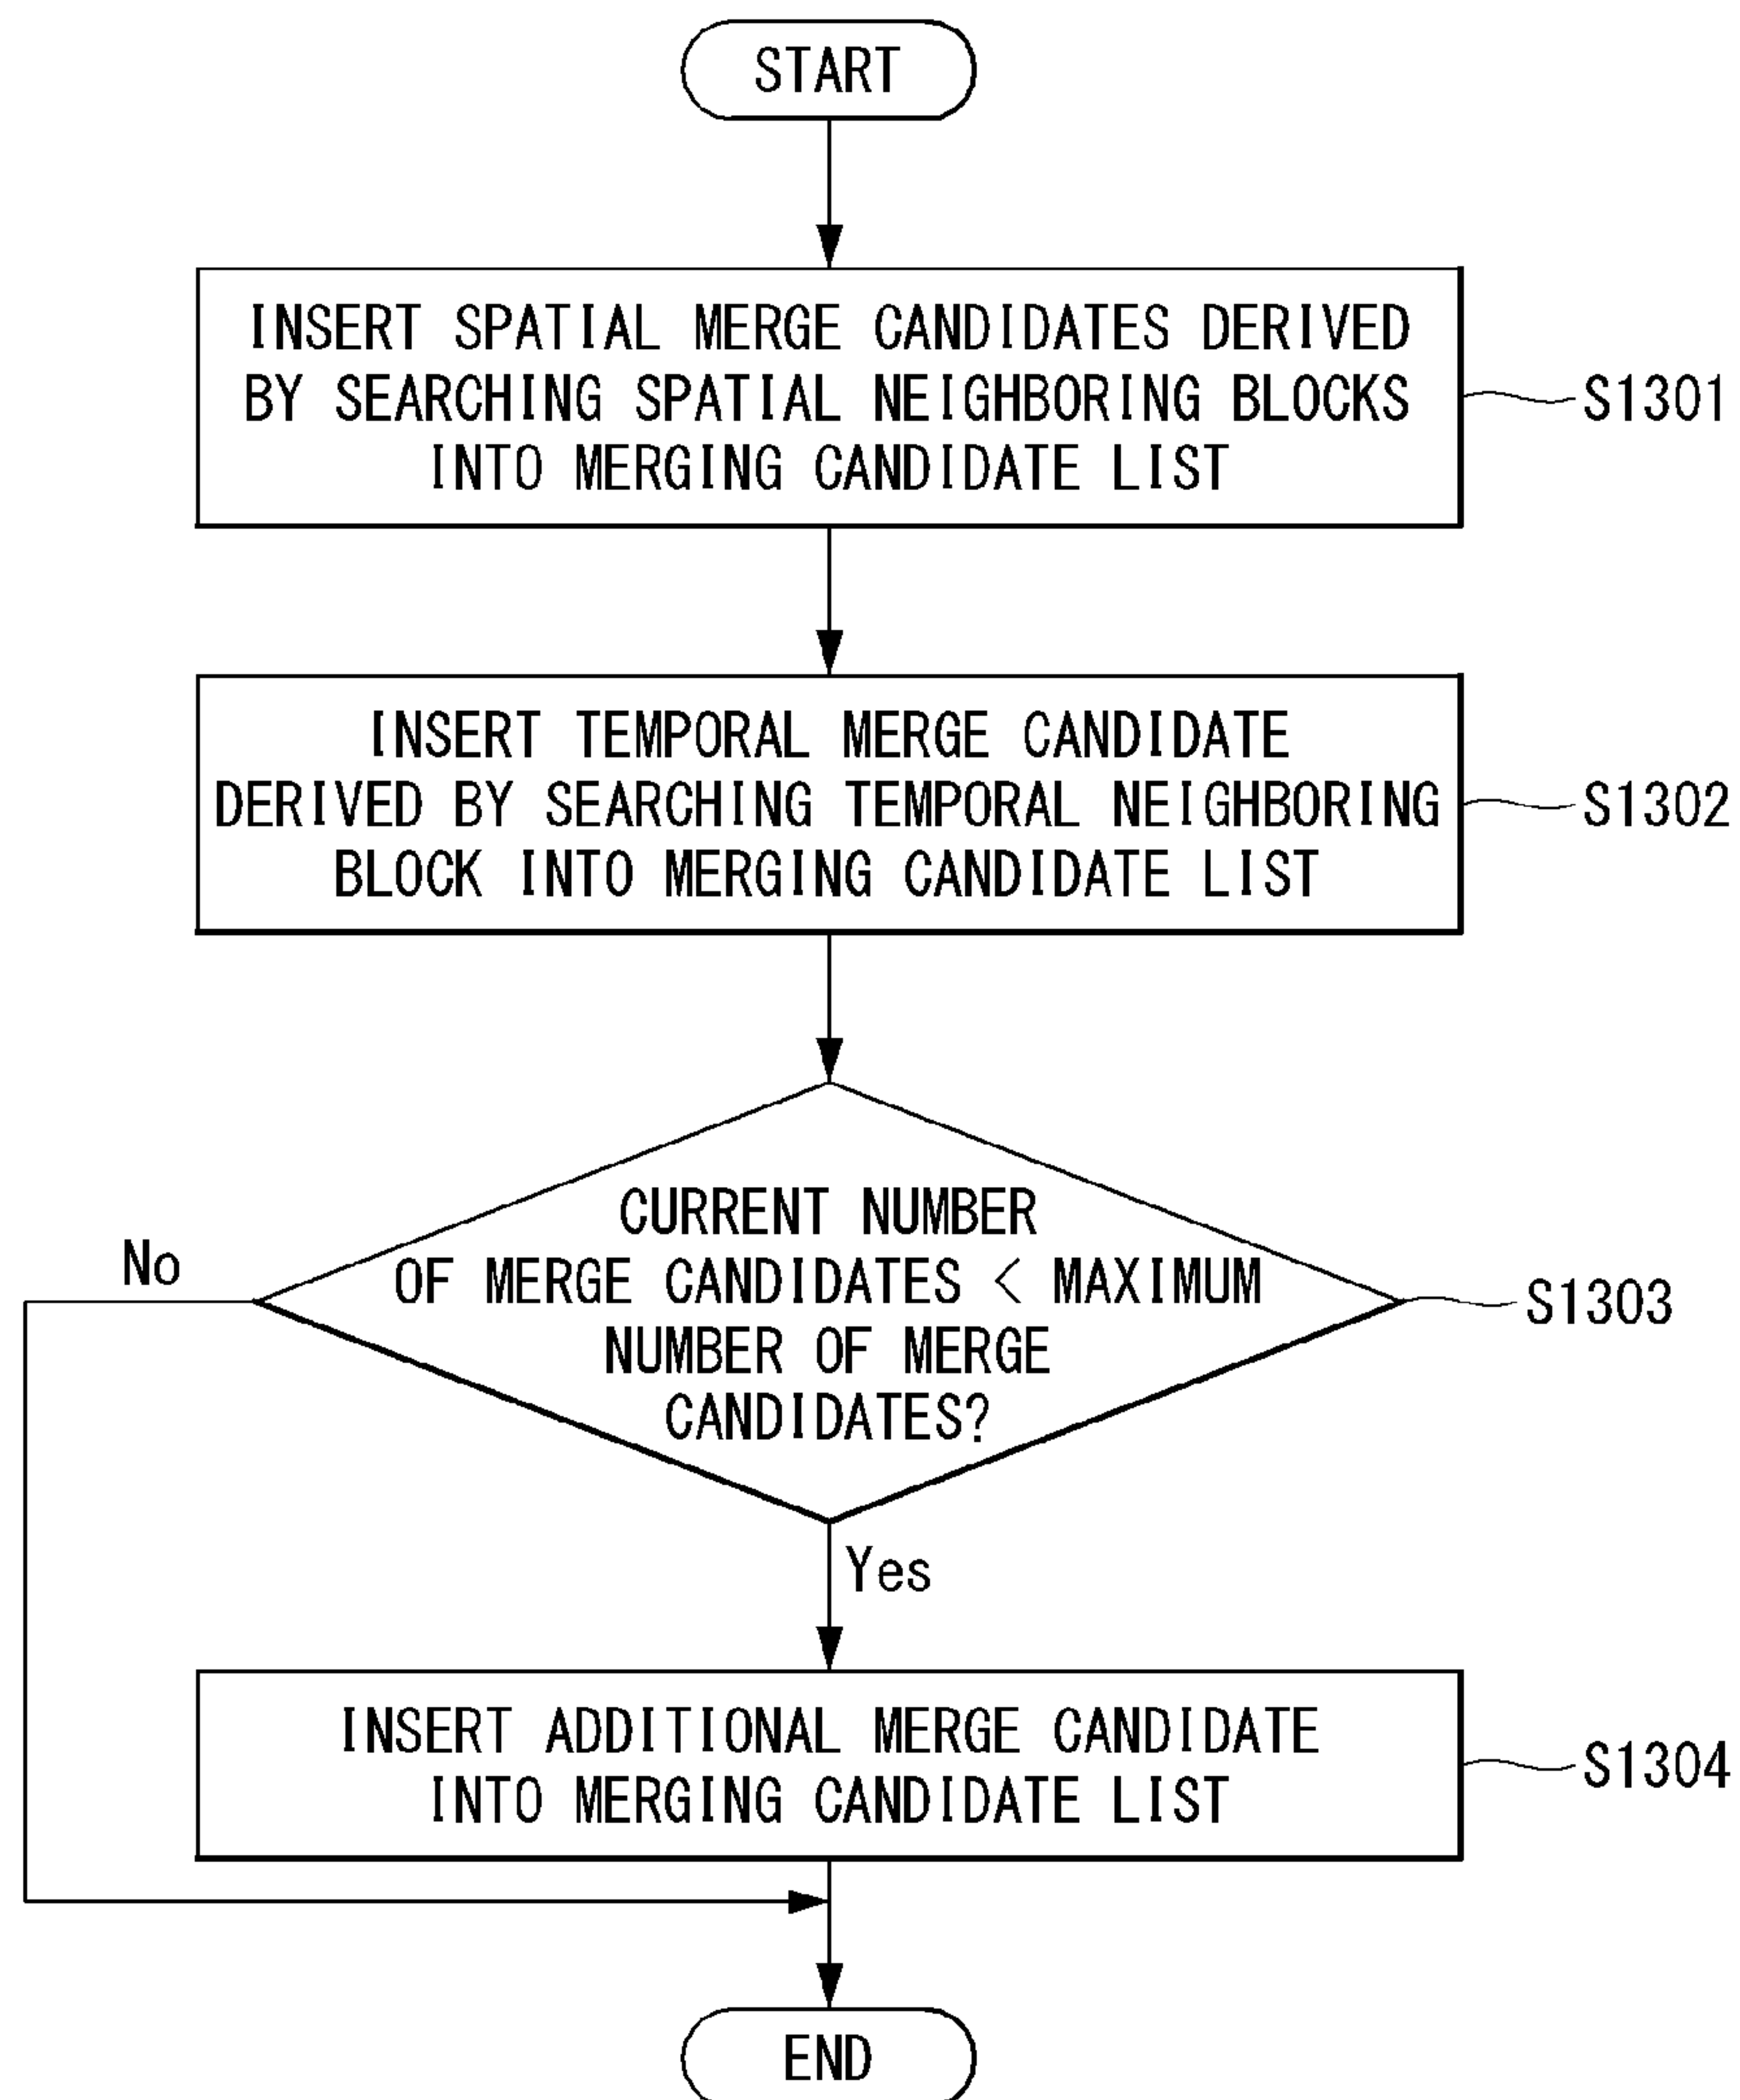 START
INSERT SPATIAL MERGE CANDIDATES DERIVED
BY SEARCHING SPATIAL NEIGHBORING BLOCKS
INTO MERGING CANDIDATE LIST
S1301
INSERT TEMPORAL MERGE CANDIDATE
DERIVED BY SEARCHING TEMPORAL NEIGHBORING
BLOCK INTO MERGING CANDIDATE LIST
S1302
CURRENT NUMBER
OF MERGE CANDIDATES < MAXIMUM
NUMBER OF MERGE
CANDIDATES?
S1303
No
Yes
INSERT ADDITIONAL MERGE CANDIDATE
INTO MERGING CANDIDATE LIST
S1304
END